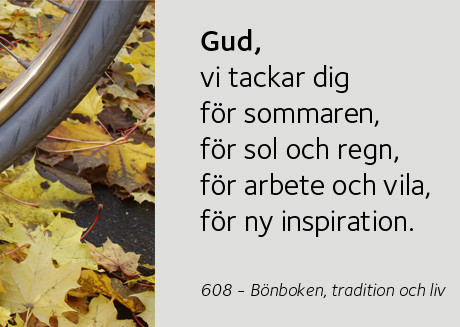 Gud,
vi tackar dig
för sommaren,
för sol och regn,
för arbete och vila,
för ny inspiration.
608 - Bönboken, tradition och liv